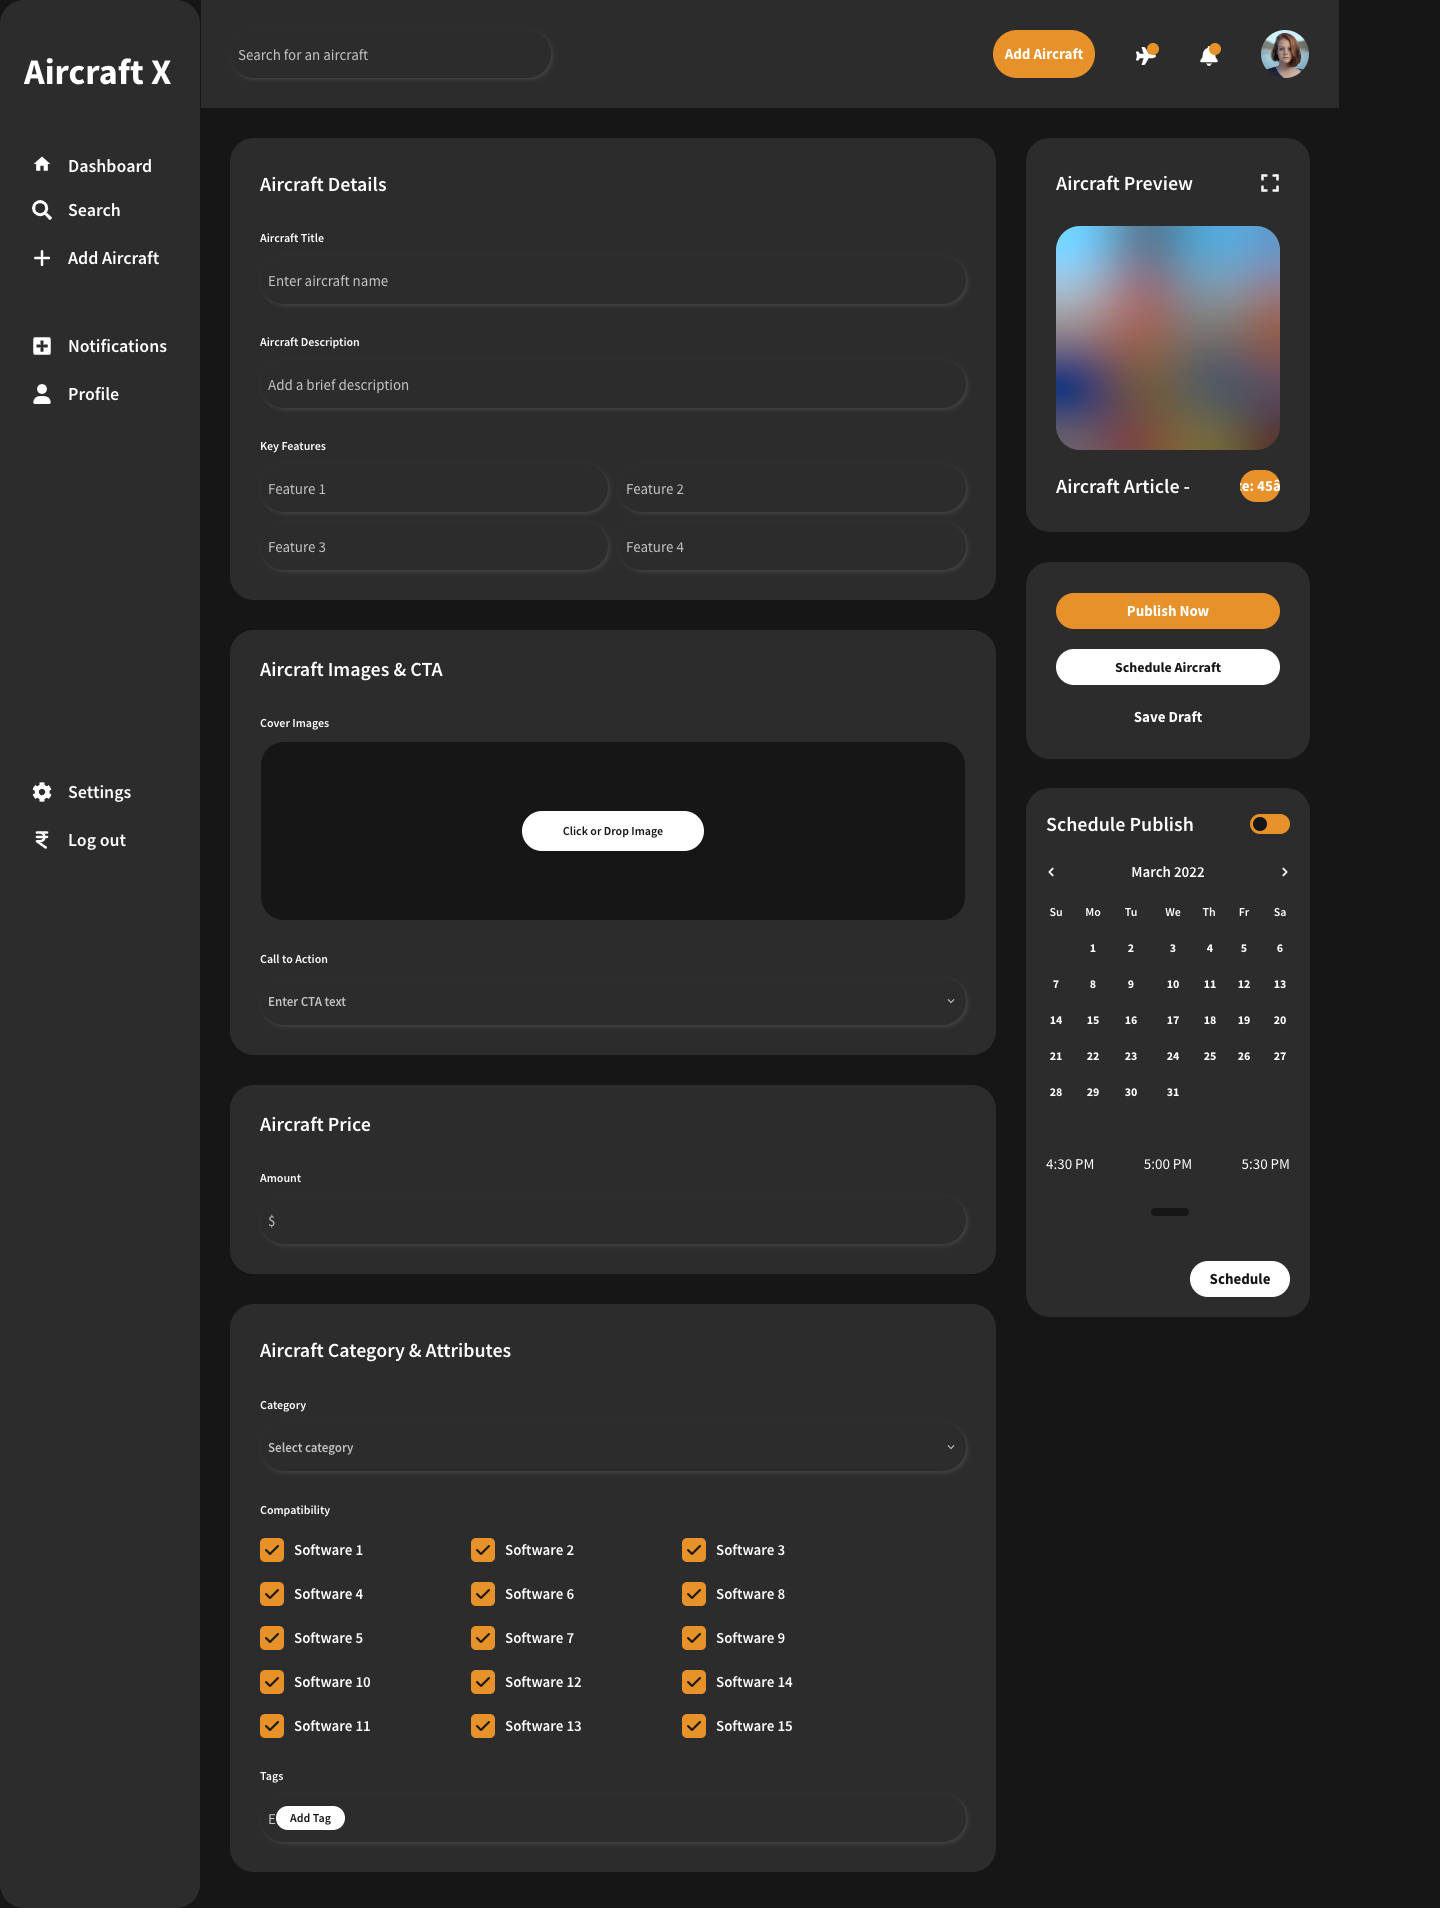 Aircraft X
Dashboard
Search
Add Aircraft
Notifications
Profile
Settings
Log out
Search for an aircraft
Add Aircraft
Aircraft Details
Aircraft Title
Enter aircraft name
Aircraft Description
Add a brief description
Key Features
Feature 1
Feature 2
Feature 3
Feature 4
Aircraft Images & CTA
Cover Images
Click or Drop Image
Call to Action
Enter CTA text
Aircraft Price
Amount
$
Aircraft Category & Attributes
Category
Select category
Compatibility
Software 1 Software 2 Software 3
Software 4 Software 6 Software 8
Software 5 Software 7 Software 9
Software 10 Software 12 Software 14
Software 11 Software 13 Software 15
Tags
E Add Tag
Aircraft Preview
Aircraft Article -
e: 45
Publish Now
Schedule Aircraft
Save Draft
Schedule Publish
March 2022
Su Mo Tu We Th Fr Sa
1 2 3 4 5 6
7 8 9 10 11 12 13
14 15 16 17 18 19 20
21 22 23 24 25 26 27
28 29 30 31
4:30 PM 5:00 PM 5:30 PM
Schedule